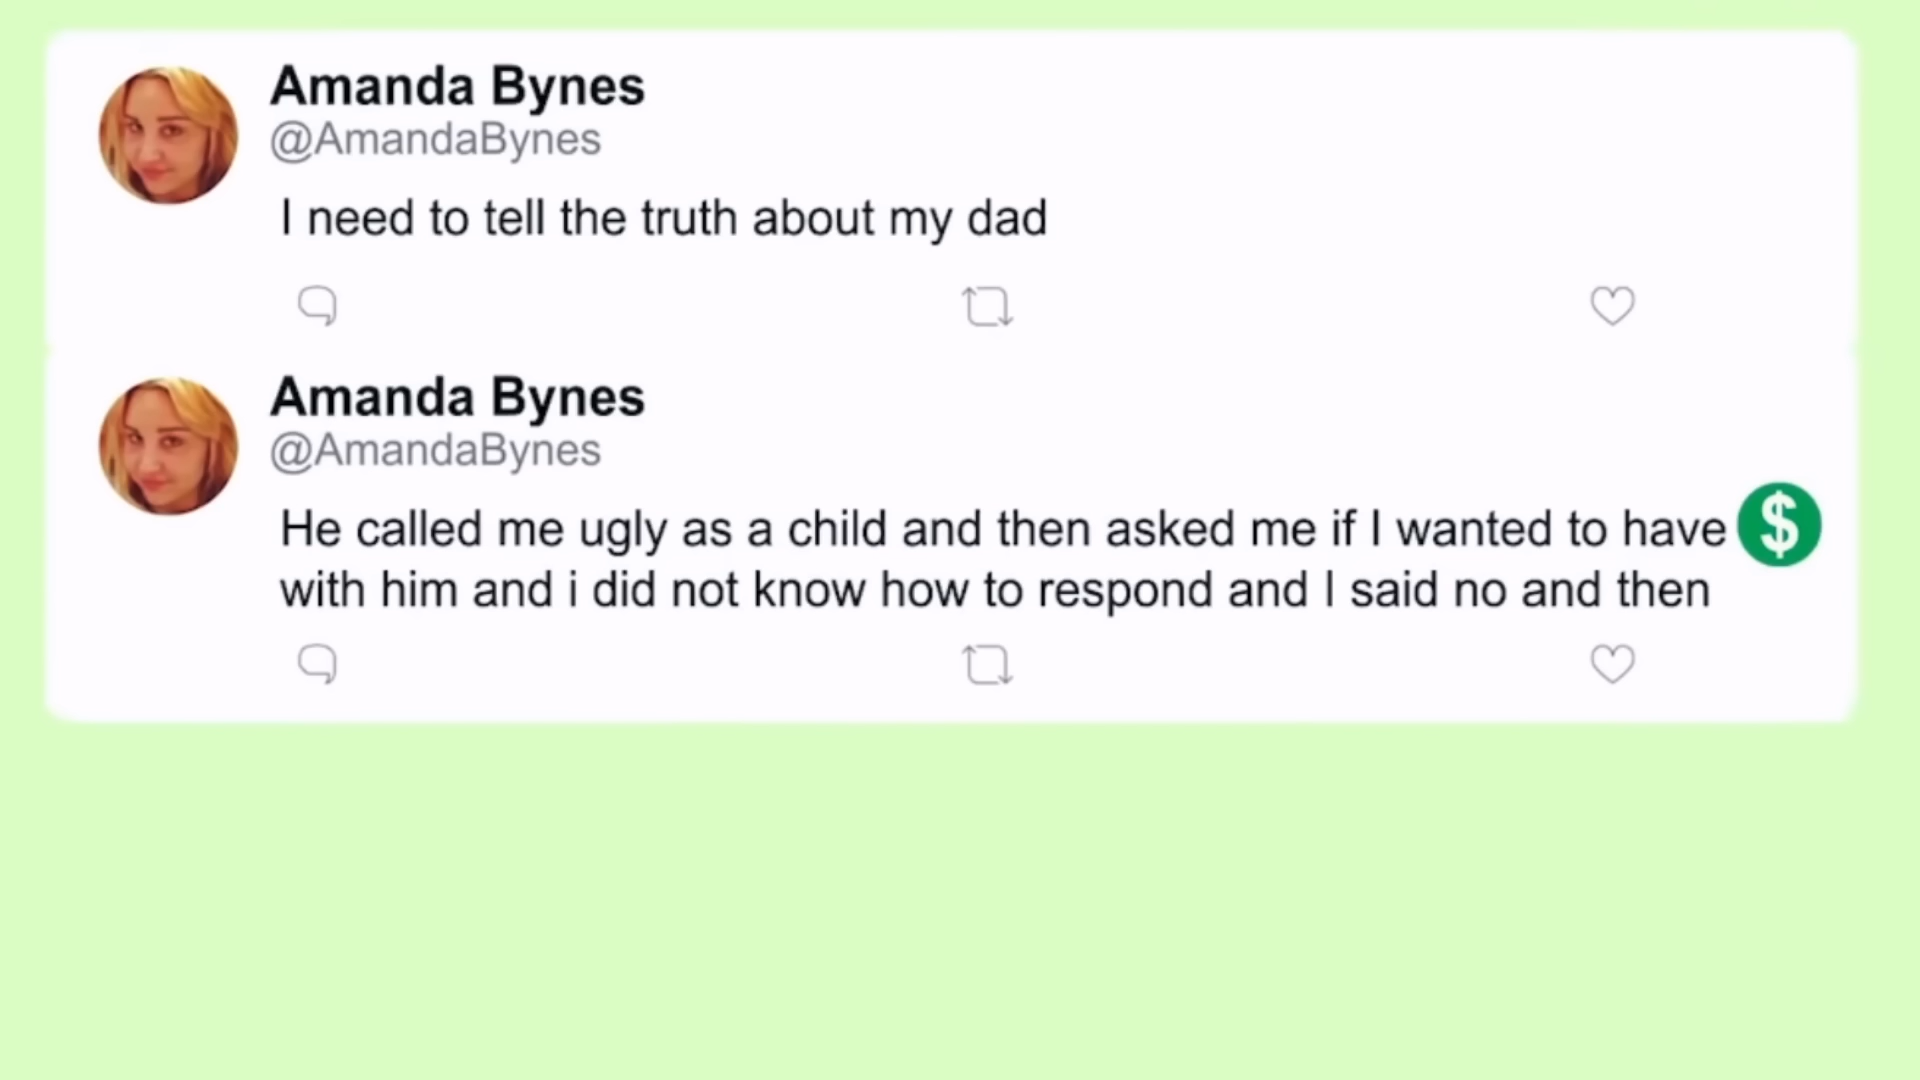 Amanda Bynes
@AmandaBynes
I need to tell the truth about my dad
Amanda Bynes
@AmandaBynes
He called me ugly as a child and then asked me if I wanted to have $
with him and i did not know how to respond and I said no and then